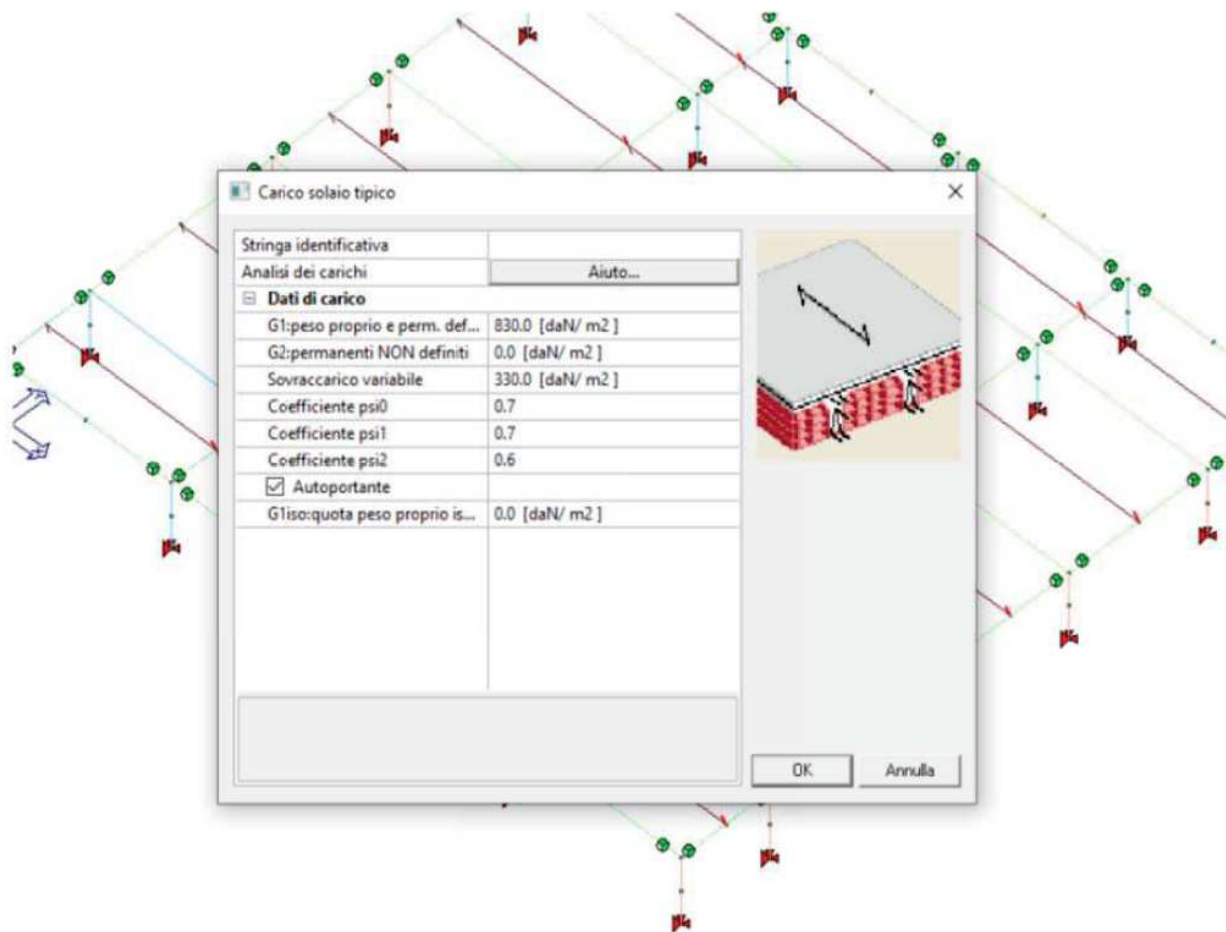 Carico solaio tipico
Stringa identificativa
Analisi dei carichi Aiuto...
Dati di carico
G1:peso proprio e perm. def... 830.0 [daN/ m2 ]
G2:permanenti NON definiti 0.0 [daN/ m2 ]
Sovraccarico variabile 330.0 [daN/ m2 ]
Coefficiente psi0 0.7
Coefficiente psi1 0.7
Coefficiente psi2 0.6
Autoportante
G1iso:quota peso proprio is... 0.0 [daN/ m2 ]
OK Annulla